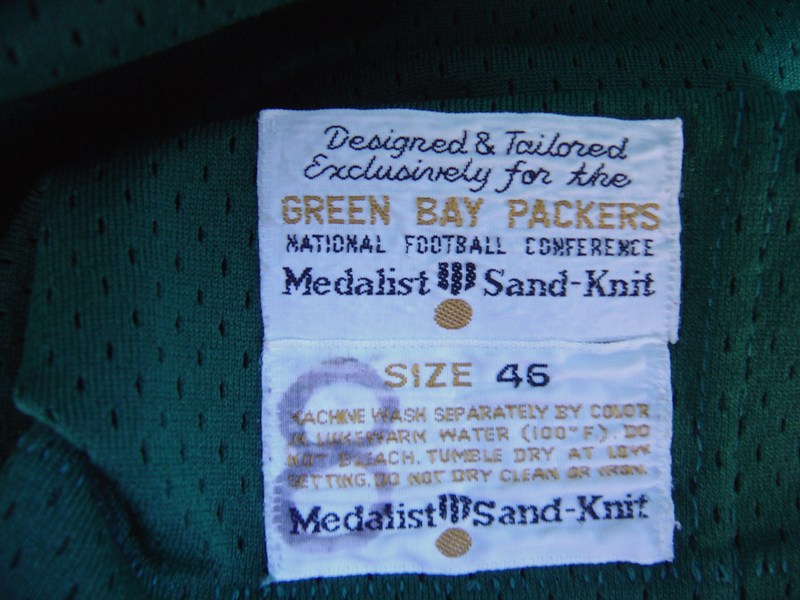 Designed & Tailored
Exclusively for the
GREEN BAY PACKERS
NATIONAL FOOTBALL CONFERENCE
Medalist Sand-Knit
SIZE 46
MACHINE WASH SEPARATELY BY COLOR
IN LUKEWARM WATER (100°F). DO
NOT BLEACH. TUMBLE DRY AT LOW
SETTING. DO NOT DRY CLEAN OR IRON.
Medalist Sand-Knit